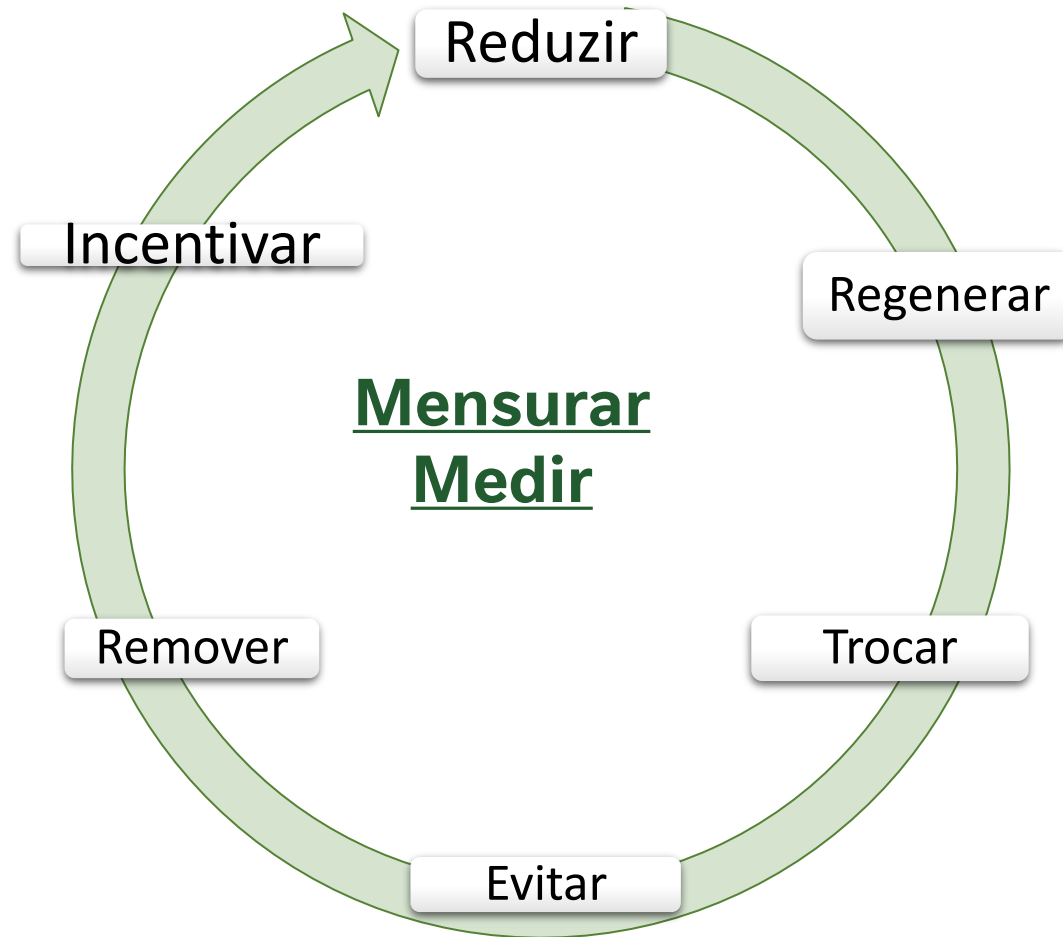 Reduzir
Incentivar
Regenerar
Mensurar
Medir
Remover
Trocar
Evitar